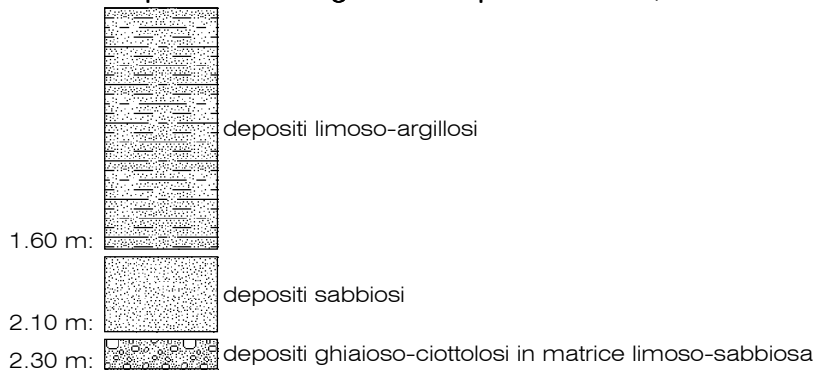 depositi limoso-argillosi
1.60 m:
depositi sabbiosi
2.10 m:
depositi ghiaioso-ciottolosi in matrice limoso-sabbiosa
2.30 m: